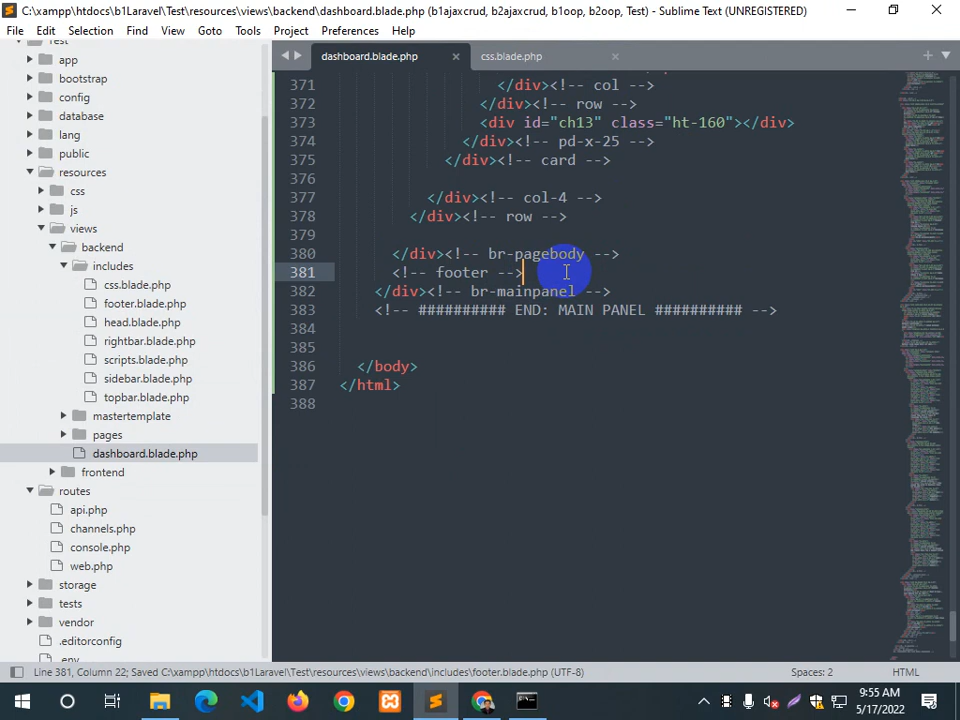 C:\xampp\htdocs\b1Laravel\Test\resources\views\backend\dashboard.blade.php (b1ajaxcrud, b2ajaxcrud, b1oop, b2oop, Test) - Sublime Text (UNREGISTERED)
File Edit Selection Find View Goto Tools Project Preferences Help
Test
app
bootstrap
config
database
lang
public
resources
css
js
views
backend
includes
css.blade.php
footer.blade.php
head.blade.php
rightbar.blade.php
scripts.blade.php
sidebar.blade.php
topbar.blade.php
mastertemplate
pages
dashboard.blade.php
frontend
routes
api.php
channels.php
console.php
web.php
storage
tests
vendor
.editorconfig
.env
dashboard.blade.php css.blade.php
371 </div><!-- col -->
372 </div><!-- row -->
373 <div id="ch13" class="ht-160"></div>
374 </div><!-- pd-x-25 -->
375 </div><!-- card -->
376
377 </div><!-- col-4 -->
378 </div><!-- row -->
379
380 </div><!-- br-pagebody -->
381 <!-- footer -->
382 </div><!-- br-mainpanel -->
383 <!-- ########## END: MAIN PANEL ########## -->
384
385
386 </body>
387 </html>
388
Line 381, Column 22; Saved C:\xampp\htdocs\b1Laravel\Test\resources\views\backend\includes\footer.blade.php (UTF-8) Spaces: 2 HTML
9:55 AM
5/17/2022